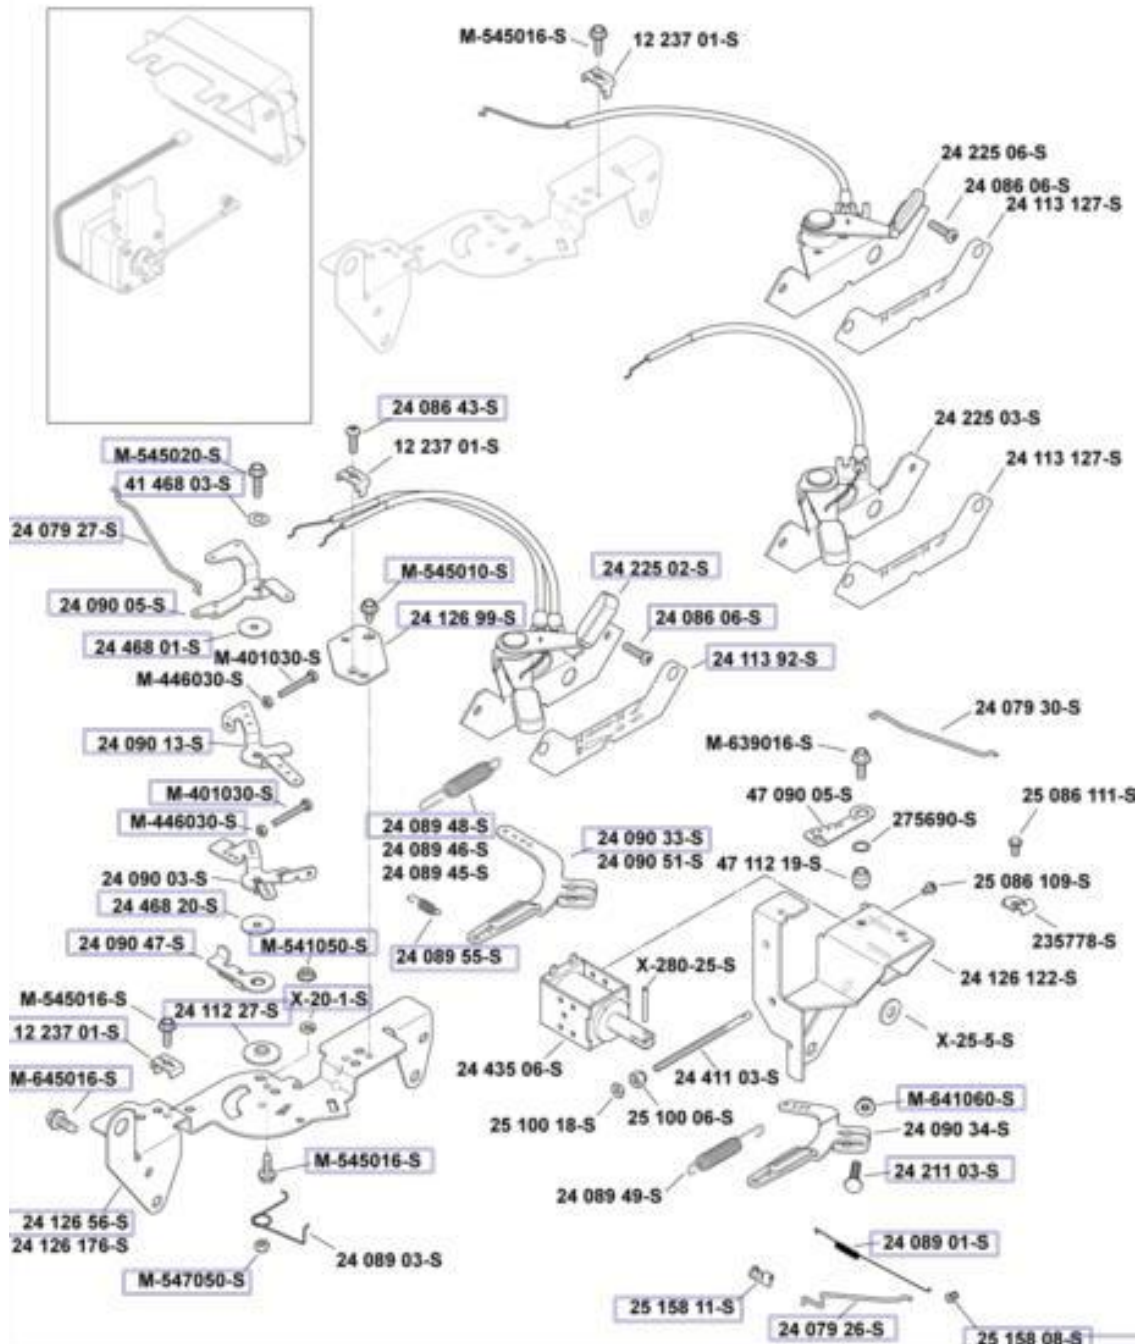 M-545016-S
12 237 01-S
24 225 06-S
24 086 06-S
24 113 127-S
24 086 43-S
12 237 01-S
24 225 03-S
24 113 127-S
M-545020-S
41 468 03-S
24 079 27-S
M-545010-S
24 225 02-S
24 090 05-S
24 126 99-S
24 086 06-S
24 468 01-S
M-401030-S
24 113 92-S
M-446030-S
24 079 30-S
24 090 13-S
M-639016-S
M-401030-S
47 090 05-S
25 086 111-S
M-446030-S
24 089 48-S
24 090 33-S
275690-S
24 089 46-S
24 090 51-S
24 089 45-S
47 112 19-S
24 090 03-S
25 086 109-S
24 468 20-S
24 090 47-S
M-541050-S
24 089 55-S
235778-S
X-280-25-S
24 126 122-S
M-545016-S
24 112 27-S
X-20-1-S
12 237 01-S
X-25-5-S
24 435 06-S
24 411 03-S
M-645016-S
M-641060-S
25 100 18-S
25 100 06-S
24 090 34-S
M-545016-S
24 211 03-S
24 089 49-S
24 126 56-S
24 126 176-S
24 089 03-S
24 089 01-S
M-547050-S
25 158 11-S
24 079 26-S
25 158 08-S